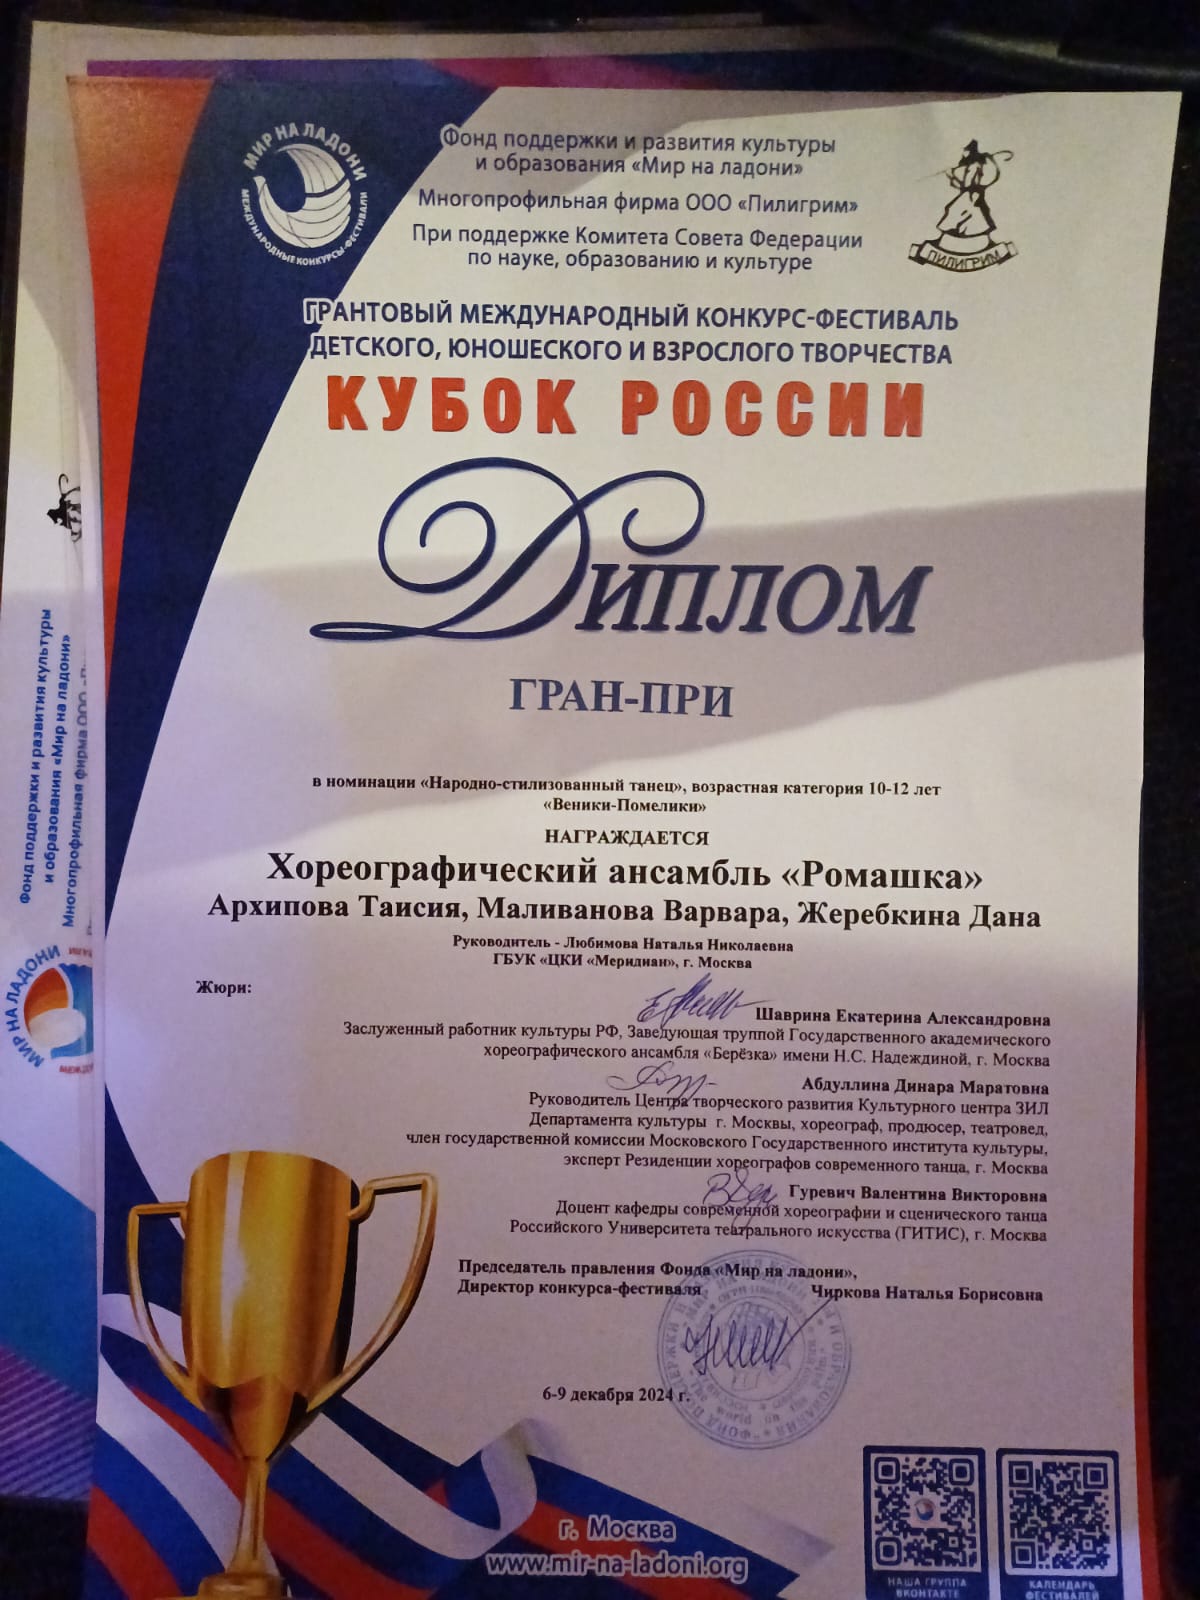 МИР НА ЛАДОНИ
МЕЖДУНАРОДНЫЕ КОНКУРСЫ-ФЕСТИВАЛИ
Фонд поддержки и развития культуры
и образования «Мир на ладони»
Многопрофильная фирма ООО «Пилигрим»
При поддержке Комитета Совета Федерации
по науке, образованию и культуре
ПИЛИГРИМ
ГРАНТОВЫЙ МЕЖДУНАРОДНЫЙ КОНКУРС-ФЕСТИВАЛЬ
ДЕТСКОГО, ЮНОШЕСКОГО И ВЗРОСЛОГО ТВОРЧЕСТВА
КУБОК РОССИИ
Диплом
ГРАН-ПРИ
в номинации «Народно-стилизованный танец», возрастная категория 10-12 лет
«Веники-Помелики»
НАГРАЖДАЕТСЯ
Хореографический ансамбль «Ромашка»
Архипова Таисия, Маливанова Варвара, Жеребкина Дана
Руководитель - Любимова Наталья Николаевна
ГБУК «ЦКИ «Меридиан», г. Москва
Жюри:
Шаврина Екатерина Александровна
Заслуженный работник культуры РФ, Заведующая труппой Государственного академического
хореографического ансамбля «Берёзка» имени Н.С. Надеждиной, г. Москва
Абдуллина Динара Маратовна
Руководитель Центра творческого развития Культурного центра ЗИЛ
Департамента культуры г. Москвы, хореограф, продюсер, театровед,
член государственной комиссии Московского Государственного института культуры,
эксперт Резиденции хореографов современного танца, г. Москва
Гуревич Валентина Викторовна
Доцент кафедры современной хореографии и сценического танца
Российского Университета театрального искусства (ГИТИС), г. Москва
Председатель правления Фонда «Мир на ладони»,
Директор конкурса-фестиваля Чиркова Наталья Борисовна
6-9 декабря 2024 г.
г. Москва
www.mir-na-ladoni.org
НАША ГРУППА
ВКОНТАКТЕ
КАЛЕНДАРЬ
ФЕСТИВАЛЕЙ
Фонд поддержки и развития культуры
и образования «Мир на ладони»
Многопрофильная фирма ООО
МИР НА ЛАДОНИ